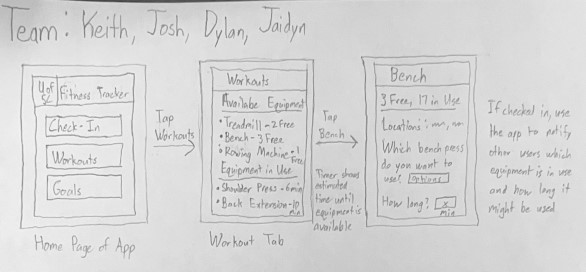 Team: Keith, Josh, Dylan, Jaidyn
U of SC
Fitness Tracker
Check-In
Workouts
Goals
Home Page of App
Tap
Workouts
Workouts
Available Equipment
• Treadmill - 2 Free
• Bench - 3 Free
• Rowing Machine - 1 Free
Equipment in Use
• Shoulder Press - 6 min
• Back Extension - 10 min
Workout Tab
Tap
Bench
Timer shows
estimated
time until
equipment is
available
Bench
3 Free, 17 in Use
Locations:
Which bench press
do you want to
use? options
How long? x
min
If checked in, use
the app to notify
other users which
equipment is in use
and how long it
might be used